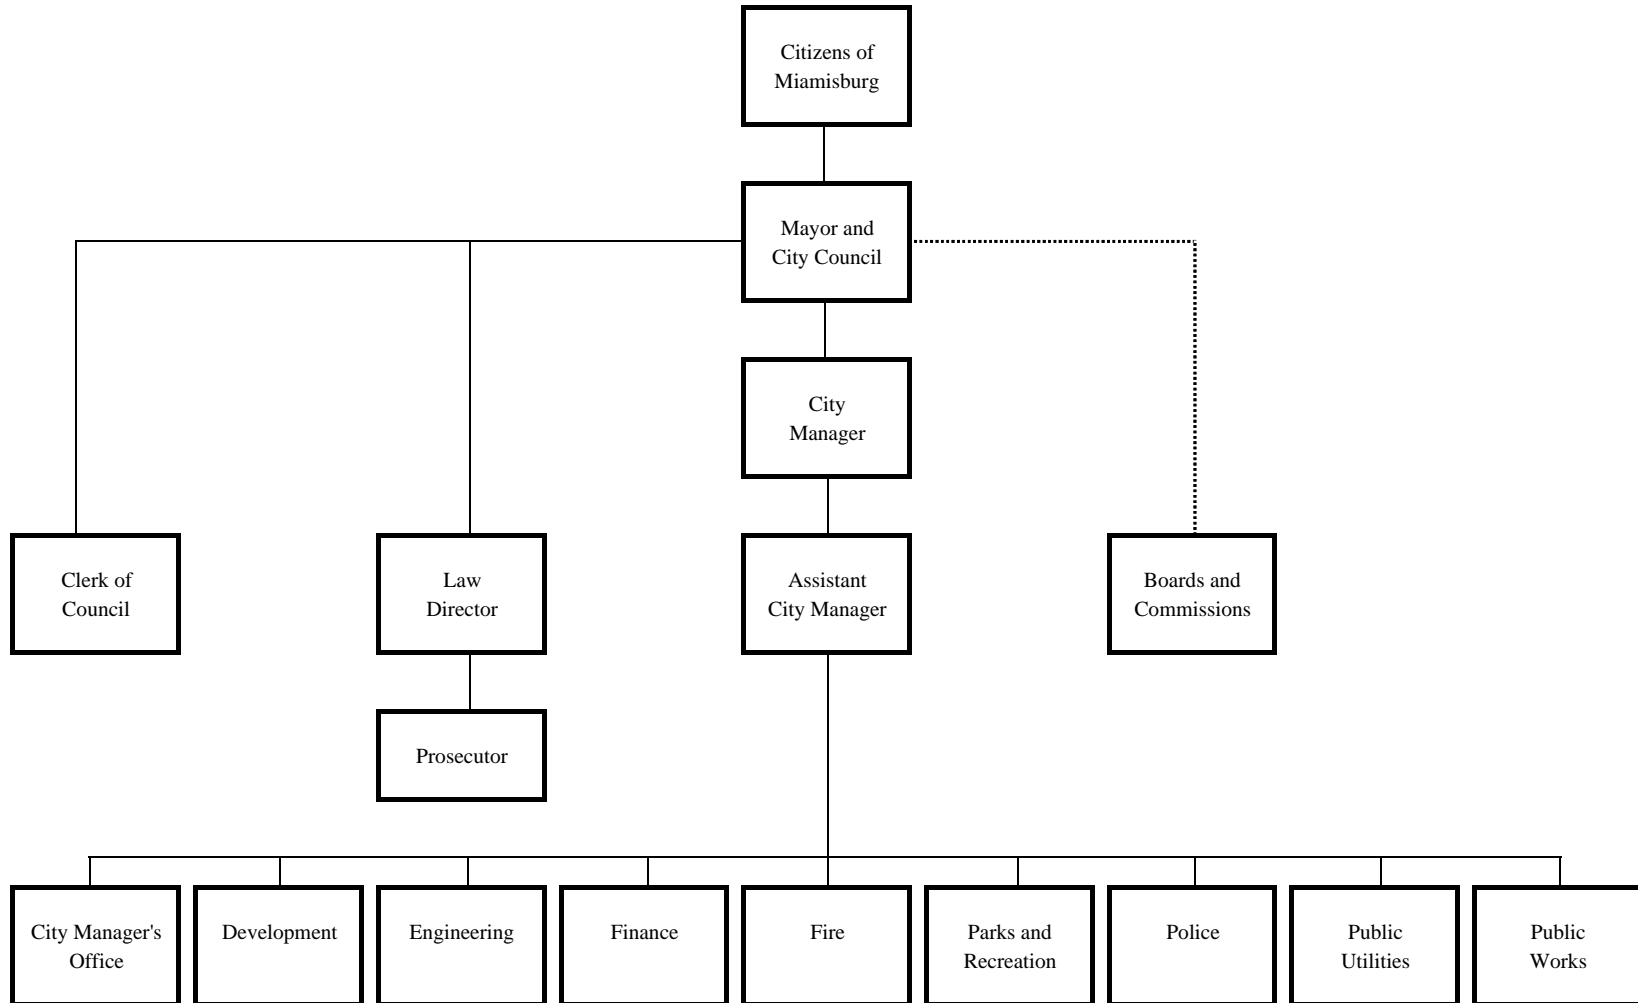 Citizens of
Miamisburg
Mayor and
City Council
City
Manager
Clerk of
Council
Law
Director
Assistant
City Manager
Boards and
Commissions
Prosecutor
City Manager's
Office
Development
Engineering
Finance
Fire
Parks and
Recreation
Police
Public
Utilities
Public
Works